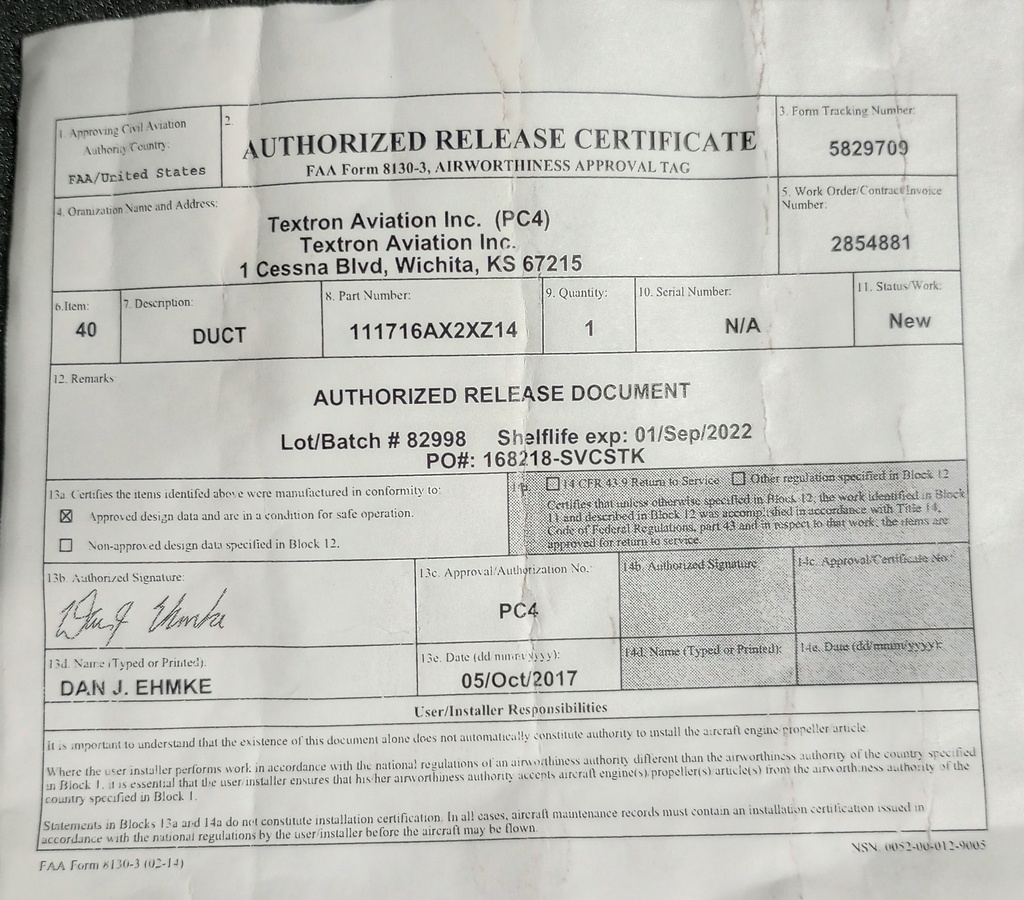 1. Approving Civil Aviation
Authority/Country:
FAA/United States
2.
AUTHORIZED RELEASE CERTIFICATE
FAA Form 8130-3, AIRWORTHINESS APPROVAL TAG
3. Form Tracking Number:
5829709
4. Oranization Name and Address:
Textron Aviation Inc. (PC4)
Textron Aviation Inc.
1 Cessna Blvd, Wichita, KS 67215
5. Work Order/Contract/Invoice
Number:
2854881
6.Item:
40
7. Description:
DUCT
8. Part Number:
111716AX2XZ14
9. Quantity:
1
10. Serial Number:
N/A
11. Status/Work:
New
12. Remarks
AUTHORIZED RELEASE DOCUMENT
Lot/Batch # 82998 Shelflife exp: 01/Sep/2022
PO#: 168218-SVCSTK
13a Certifies the items identifed above were manufactured in conformity to:
☒ Approved design data and are in a condition for safe operation.
☐ Non-approved design data specified in Block 12.
☐ 14 CFR 43.9 Return to Service ☐ Other regulation specified in Block 12
Certifies that unless otherwise specified in Block 12, the work identified in Block
11 and described in Block 12 was accomplished in accordance with Title 14,
Code of Federal Regulations, part 43 and in respect to that work, the items are
approved for return to service.
13b. Authorized Signature:
Dan J Ehmke
13c. Approval/Authorization No.:
PC4
14b. Authorized Signature
14c. Approval/Certificate No.:
13d. Name (Typed or Printed):
DAN J. EHMKE
13e. Date (dd/mmm/yyyy):
05/Oct/2017
14d. Name (Typed or Printed):
14e. Date (dd/mmm/yyyy):
User/Installer Responsibilities
It is important to understand that the existence of this document alone does not automatically constitute authority to install the aircraft engine/propeller article.
Where the user/installer performs work in accordance with the national regulations of an airworthiness authority different than the airworthiness authority of the country specified
in Block 1, it is essential that the user/installer ensures that his/her airworthiness authority accepts aircraft engine(s)/propeller(s)/article(s) from the airworthiness authority of the
country specified in Block 1.
Statements in Blocks 13a and 14a do not constitute installation certification. In all cases, aircraft maintenance records must contain an installation certification issued in
accordance with the national regulations by the user/installer before the aircraft may be flown.
FAA Form 8130-3 (02-14)
NSN: 0052-00-012-9005